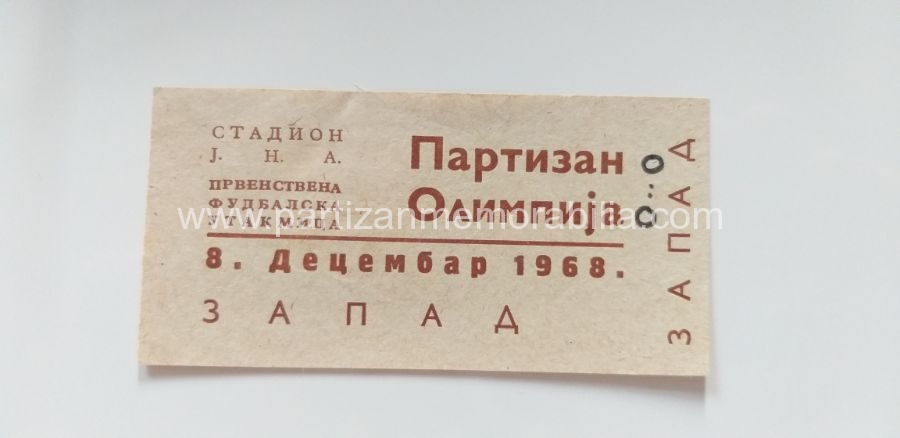 СТАДИОН
Ј. Н. А.
ПРВЕНСТВЕНА
ФУДБАЛСКА
УТАКМИЦА
Партизан
Олимпија
8. Децембар 1968.
ЗАПАД
ЗАПАД
0:0
www.partizanmemorabilia.com